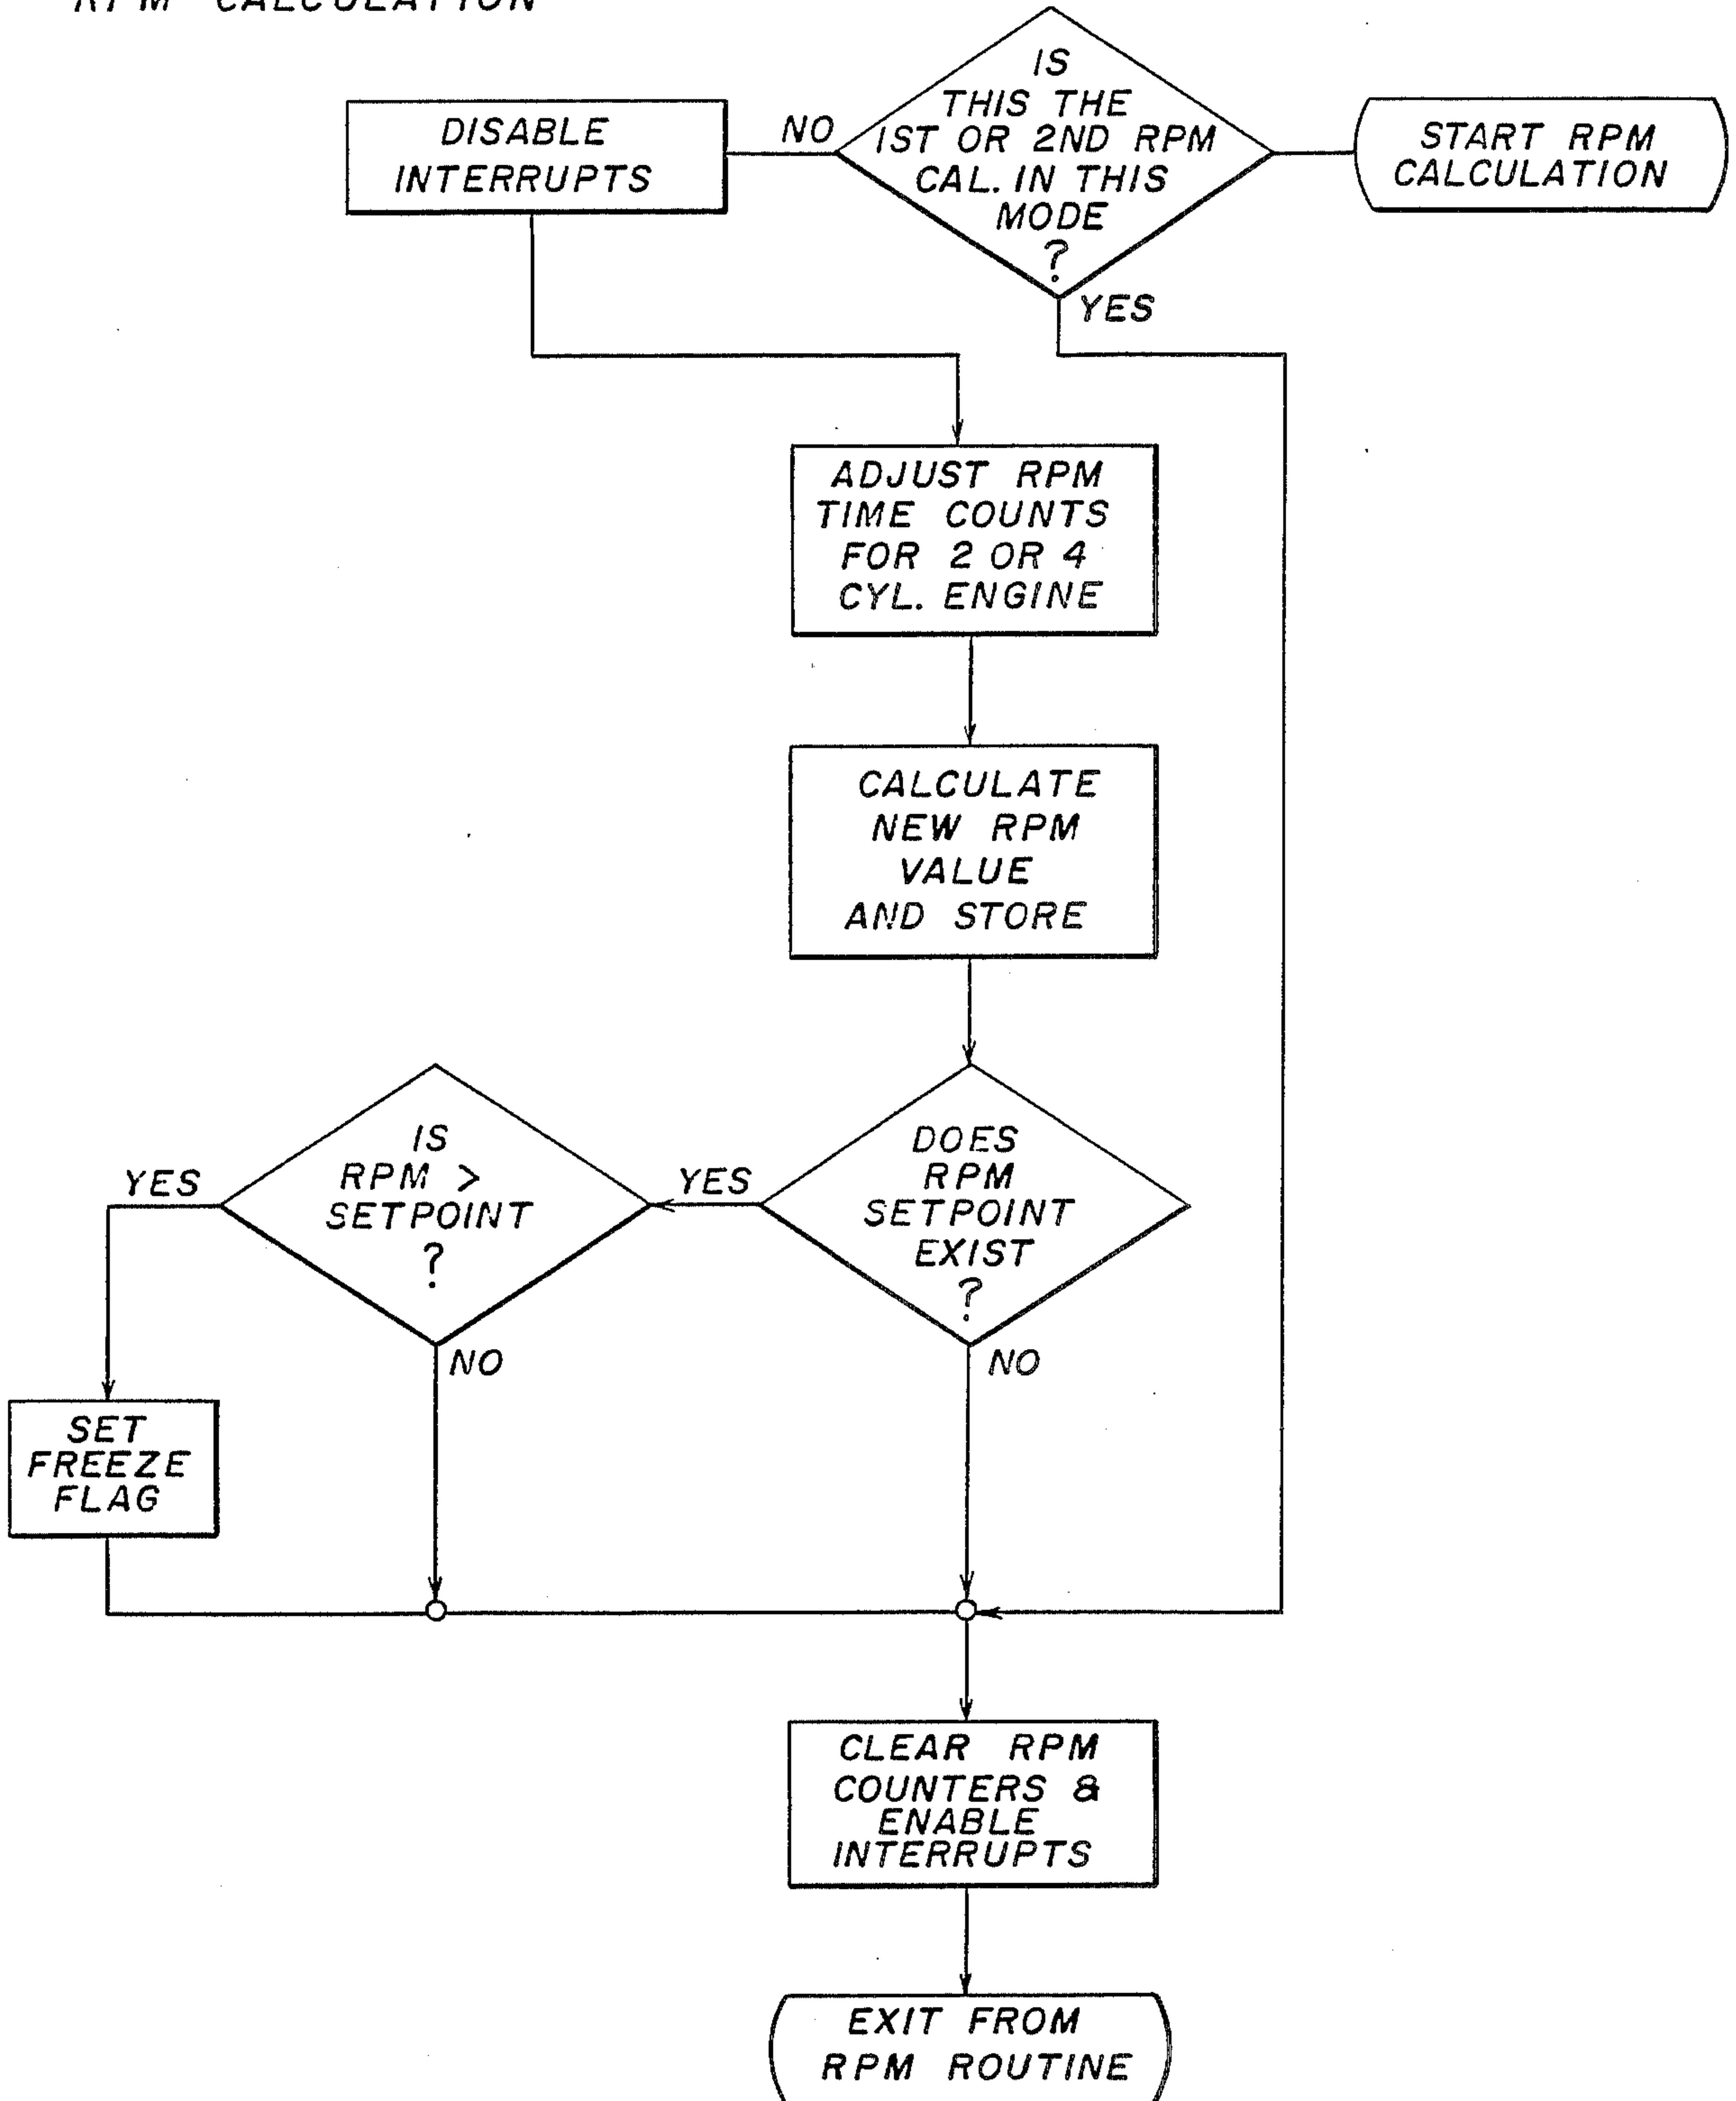 RPM CALCULATION
IS
THIS THE
1ST OR 2ND RPM
CAL. IN THIS
MODE
?
NO
DISABLE
INTERRUPTS
START RPM
CALCULATION
YES
ADJUST RPM
TIME COUNTS
FOR 2 OR 4
CYL. ENGINE
CALCULATE
NEW RPM
VALUE
AND STORE
DOES
RPM
SETPOINT
EXIST
?
YES
NO
IS
RPM >
SETPOINT
?
YES
NO
SET
FREEZE
FLAG
CLEAR RPM
COUNTERS &
ENABLE
INTERRUPTS
EXIT FROM
RPM ROUTINE